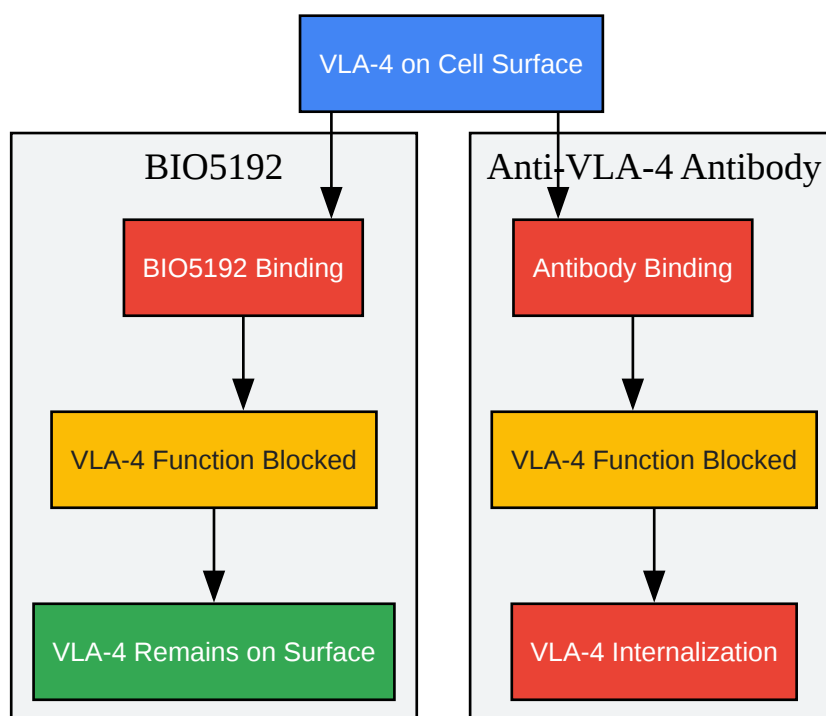 VLA-4 on Cell Surface
BIO5192
Anti-VLA-4 Antibody
BIO5192 Binding
Antibody Binding
VLA-4 Function Blocked
VLA-4 Function Blocked
VLA-4 Remains on Surface
VLA-4 Internalization